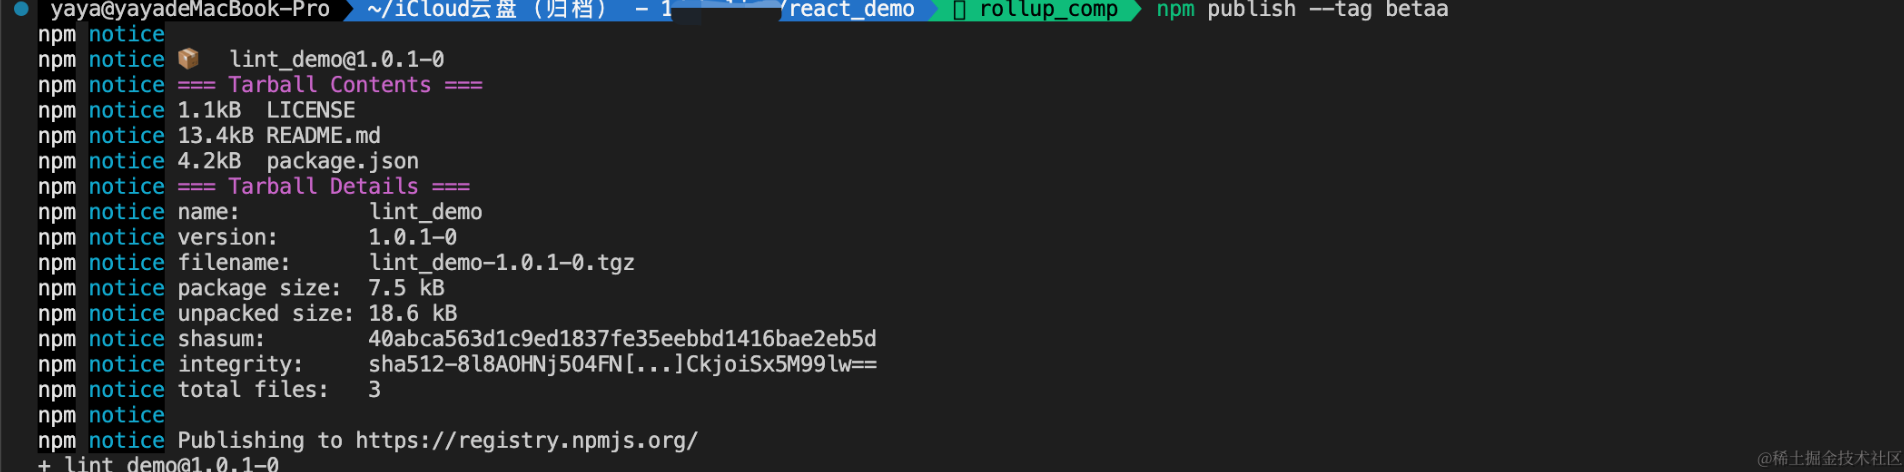 yaya@yayadeMacBook-Pro ~/iCloud云盘 (归档) - 1 /react_demo rollup_comp npm publish --tag betaa
npm notice
npm notice 📦 lint_demo@1.0.1-0
npm notice === Tarball Contents ===
npm notice 1.1kB LICENSE
npm notice 13.4kB README.md
npm notice 4.2kB package.json
npm notice === Tarball Details ===
npm notice name: lint_demo
npm notice version: 1.0.1-0
npm notice filename: lint_demo-1.0.1-0.tgz
npm notice package size: 7.5 kB
npm notice unpacked size: 18.6 kB
npm notice shasum: 40abca563d1c9ed1837fe35eebbd1416bae2eb5d
npm notice integrity: sha512-8l8AOHNj5O4FN[...]CkjoiSx5M99lw==
npm notice total files: 3
npm notice
npm notice Publishing to https://registry.npmjs.org/
+ lint_demo@1.0.1-0
@稀土掘金技术社区